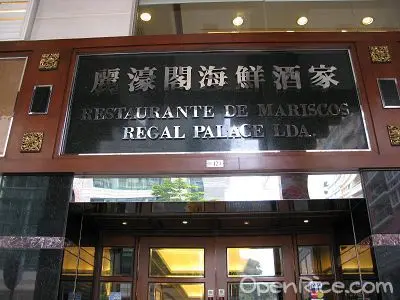 麗濠閣海鮮酒家
RESTAURANTE DE MARISCOS
REGAL PALACE LDA.
OpenRice.com